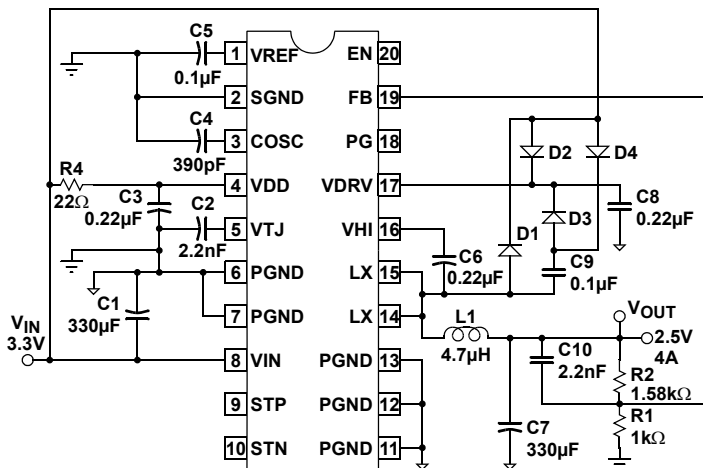 C5
0.1µF
1 VREF
EN 20
2 SGND
FB 19
C4
390pF
3 COSC
PG 18
D2
D4
R4
22Ω
C3
0.22µF
4 VDD
VDRV 17
C8
0.22µF
C2
2.2nF
5 VTJ
VHI 16
D1
D3
C6
0.22µF
C9
0.1µF
6 PGND
LX 15
C1
330µF
7 PGND
LX 14
L1
4.7µH
VOUT
2.5V
4A
VIN
3.3V
8 VIN
PGND 13
C10
2.2nF
R2
1.58kΩ
9 STP
PGND 12
C7
330µF
R1
1kΩ
10 STN
PGND 11